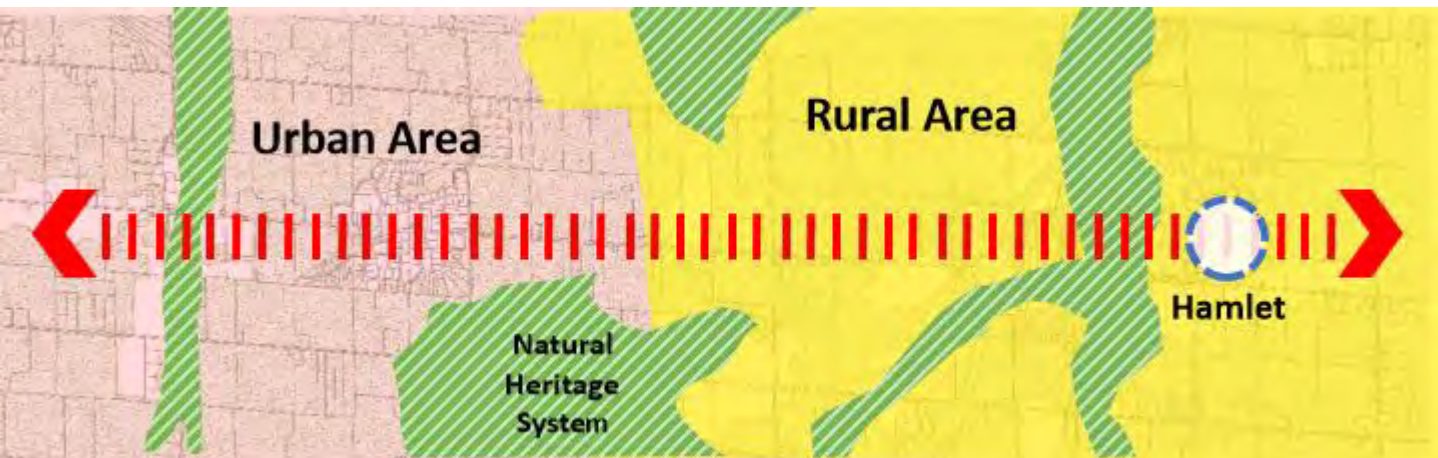 Urban Area
Rural Area
Hamlet
Natural
Heritage
System